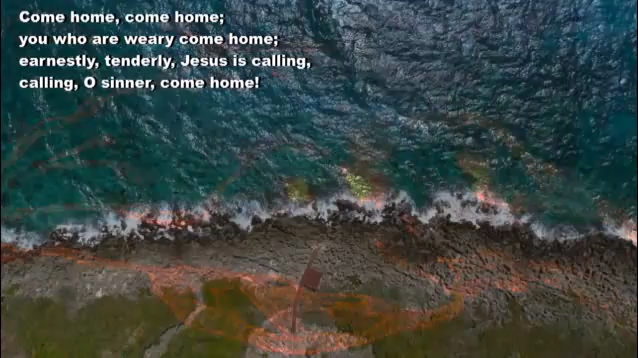 Come home, come home;
you who are weary come home;
earnestly, tenderly, Jesus is calling,
calling, O sinner, come home!